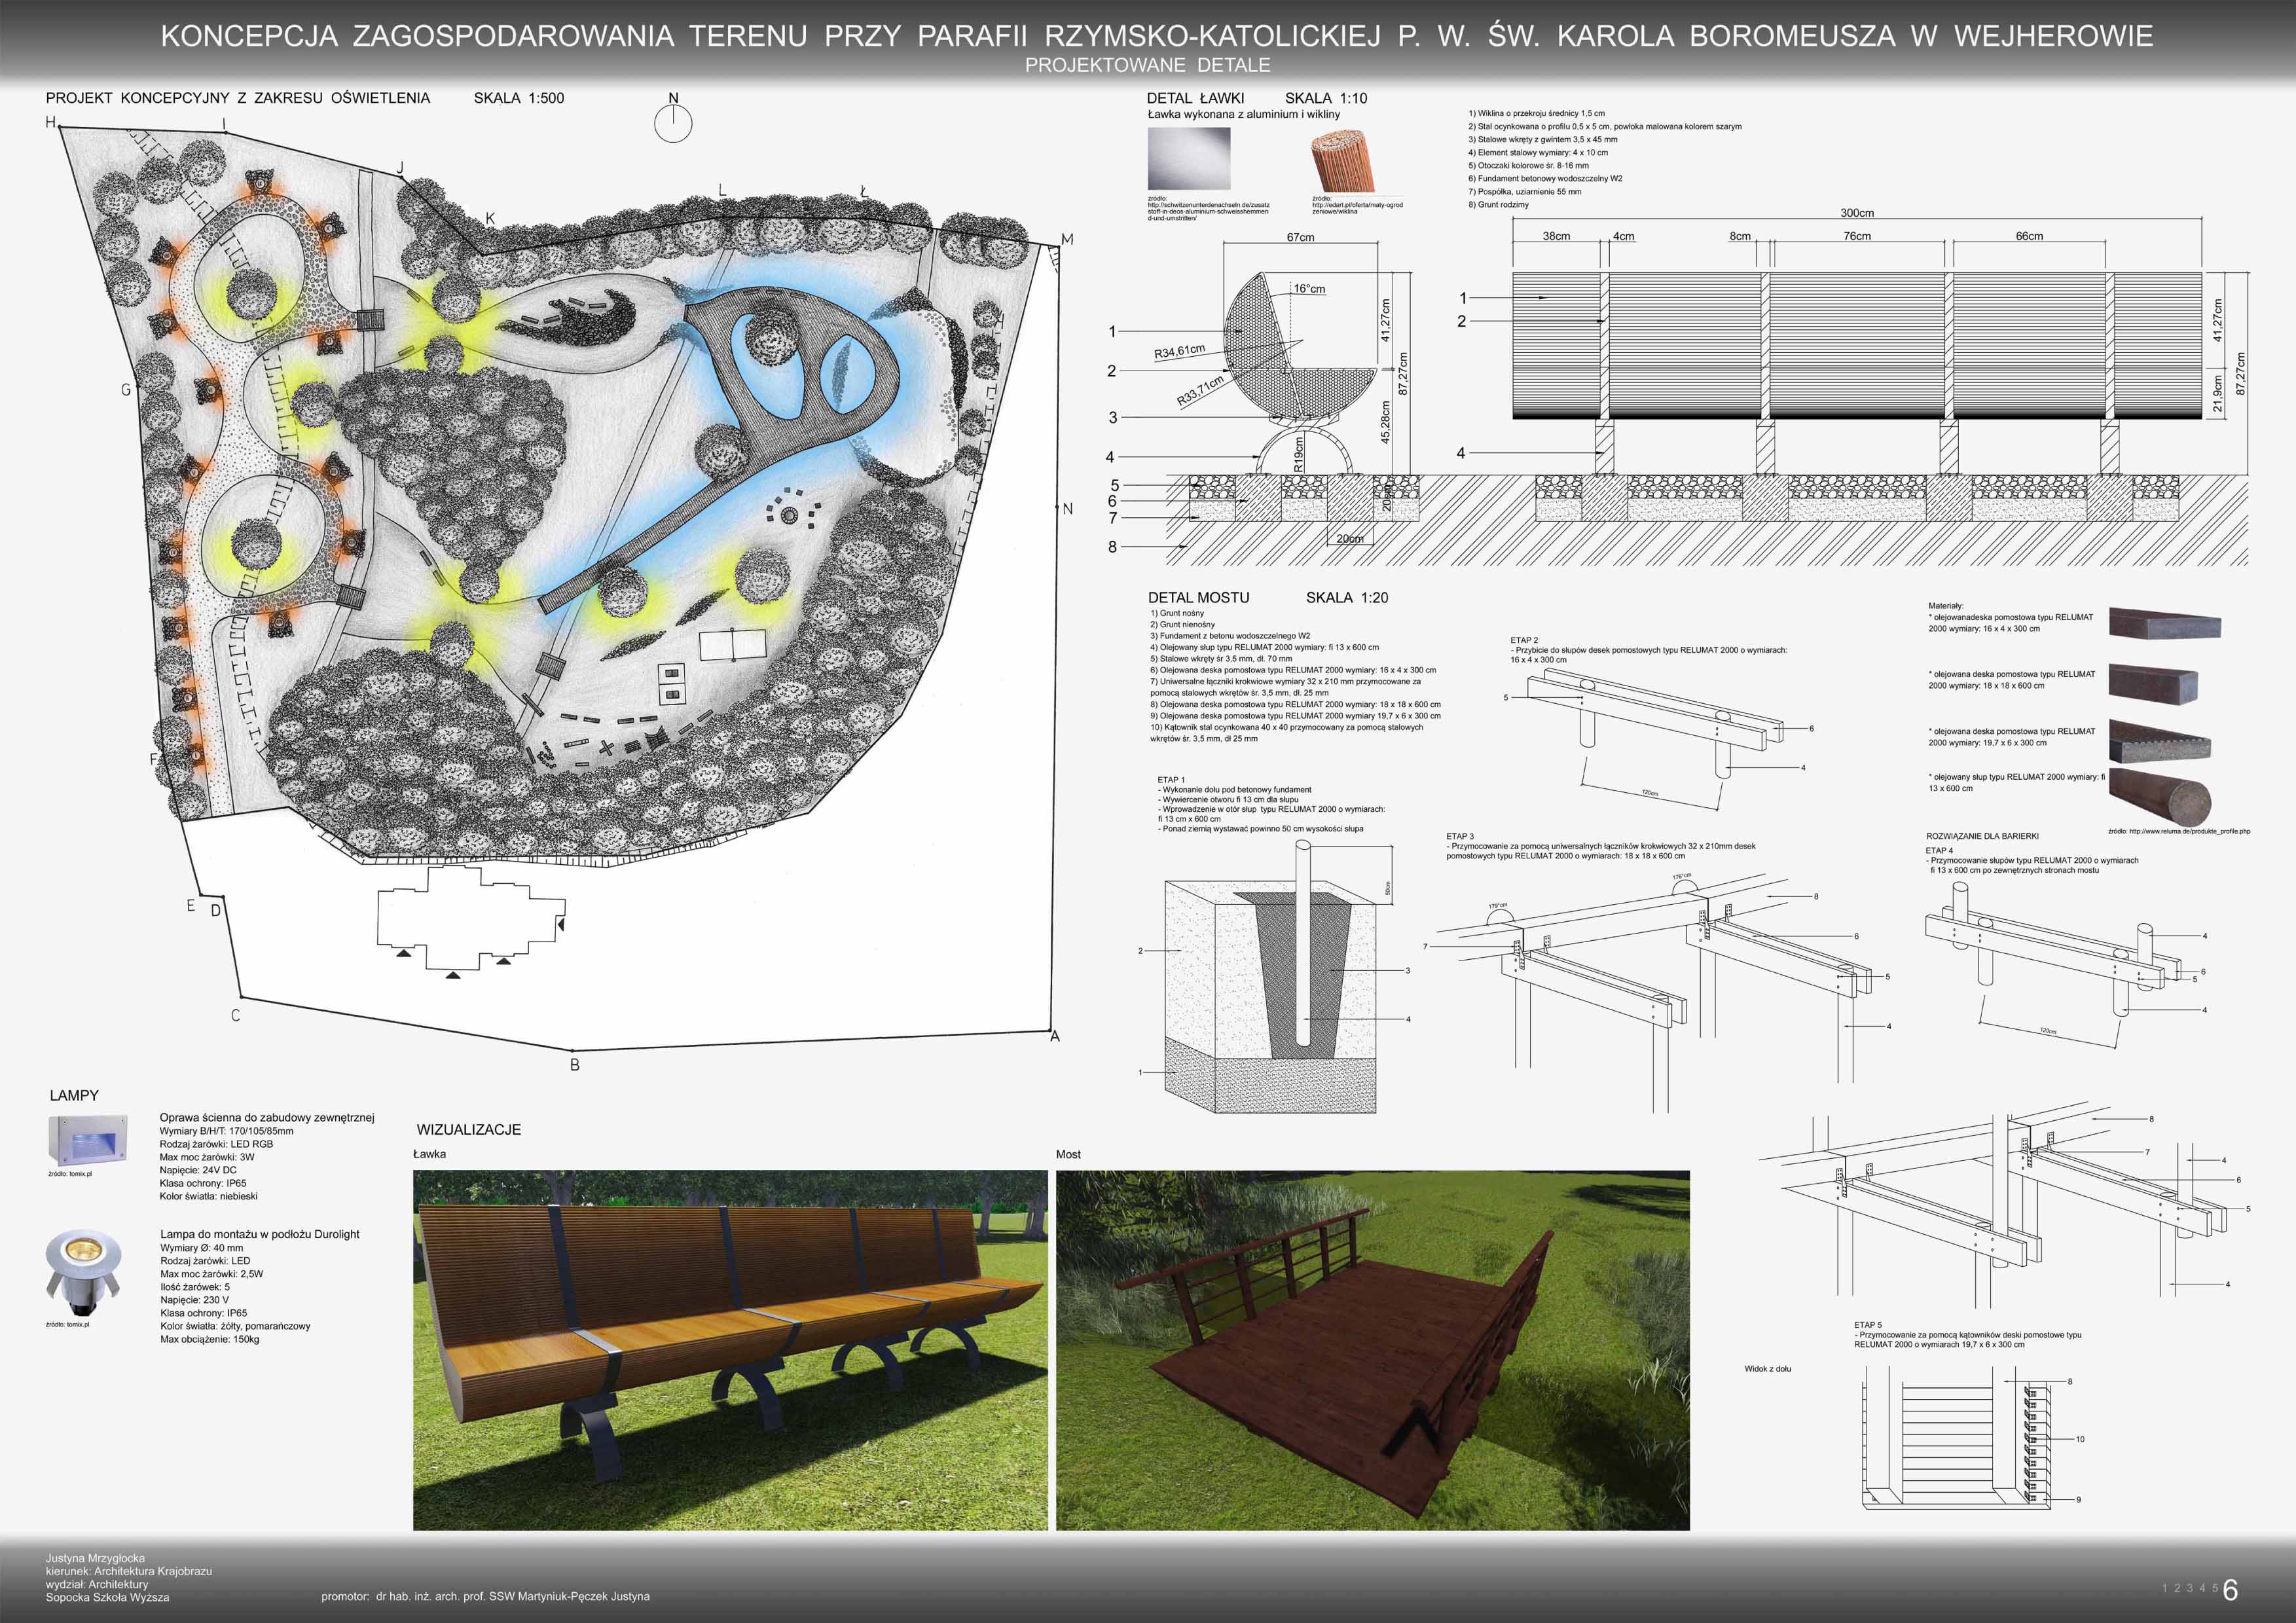 KONCEPCJA ZAGOSPODAROWANIA TERENU PRZY PARAFII RZYMSKO-KATOLICKIEJ P. W. ŚW. KAROLA BOROMEUSZA W WEJHEROWIE
PROJEKTOWANE DETALE
PROJEKT KONCEPCYJNY Z ZAKRESU OŚWIETLENIA SKALA 1:500
N
H
I
J
K
L
Ł
M
G
N
F
E
D
C
B
A
DETAL ŁAWKI SKALA 1:10
Ławka wykonana z aluminium i wikliny
źródło:
http://schwitzenunterdenachseln.de/zusatz
stoff-in-deos-aluminium-schweisshemmen
d-und-umstritten/
źródło:
http://edart.pl/oferta/maty-ogrod
zeniowe/wiklina
1) Wiklina o przekroju średnicy 1,5 cm
2) Stal ocynkowana o profilu 0,5 x 5 cm, powłoka malowana kolorem szarym
3) Stalowe wkręty z gwintem 3,5 x 45 mm
4) Element stalowy wymiary: 4 x 10 cm
5) Otoczaki kolorowe śr. 8-16 mm
6) Fundament betonowy wodoszczelny W2
7) Pospółka, uziarnienie 55 mm
8) Grunt rodzimy
67cm
16°cm
R34,61cm
R33,71cm
R19cm
41,27cm
87,27cm
45,28cm
20cm
20cm
1
2
3
4
5
6
7
8
300cm
38cm
4cm
8cm
76cm
66cm
1
2
4
41,27cm
21,9cm
87,27cm
DETAL MOSTU SKALA 1:20
1) Grunt nośny
2) Grunt nienośny
3) Fundament z betonu wodoszczelnego W2
4) Olejowany słup typu RELUMAT 2000 wymiary: fi 13 x 600 cm
5) Stalowe wkręty śr 3,5 mm, dł. 70 mm
6) Olejowana deska pomostowa typu RELUMAT 2000 wymiary: 16 x 4 x 300 cm
7) Uniwersalne łączniki krokwiowe wymiary 32 x 210 mm przymocowane za
pomocą stalowych wkrętów śr. 3,5 mm, dł. 25 mm
8) Olejowana deska pomostowa typu RELUMAT 2000 wymiary: 18 x 18 x 600 cm
9) Olejowana deska pomostowa typu RELUMAT 2000 wymiary 19,7 x 6 x 300 cm
10) Kątownik stal ocynkowana 40 x 40 przymocowany za pomocą stalowych
wkrętów śr. 3,5 mm, dł 25 mm
ETAP 1
- Wykonanie dołu pod betonowy fundament
- Wywiercenie otworu fi 13 cm dla słupu
- Wprowadzenie w otór słup typu RELUMAT 2000 o wymiarach:
fi 13 cm x 600 cm
- Ponad ziemią wystawać powinno 50 cm wysokości słupa
50cm
2
3
4
1
ETAP 2
- Przybicie do słupów desek pomostowych typu RELUMAT 2000 o wymiarach:
16 x 4 x 300 cm
5
6
4
120cm
ETAP 3
- Przymocowanie za pomocą uniwersalnych łączników krokwiowych 32 x 210mm desek
pomostowych typu RELUMAT 2000 o wymiarach: 18 x 18 x 600 cm
176°cm
179°cm
8
7
6
5
4
Materiały:
* olejowanadeska pomostowa typu RELUMAT
2000 wymiary: 16 x 4 x 300 cm
* olejowana deska pomostowa typu RELUMAT
2000 wymiary: 18 x 18 x 600 cm
* olejowana deska pomostowa typu RELUMAT
2000 wymiary: 19,7 x 6 x 300 cm
* olejowany słup typu RELUMAT 2000 wymiary: fi
13 x 600 cm
źródło: http://www.reluma.de/produkte_profile.php
ROZWIĄZANIE DLA BARIERKI
ETAP 4
- Przymocowanie słupów typu RELUMAT 2000 o wymiarach
fi 13 x 600 cm po zewnętrznych stronach mostu
4
6
5
4
120cm
8
7
4
6
5
4
ETAP 5
- Przymocowanie za pomocą kątowników deski pomostowe typu
RELUMAT 2000 o wymiarach 19,7 x 6 x 300 cm
Widok z dołu
8
10
9
LAMPY
źródło: tomix.pl
Oprawa ścienna do zabudowy zewnętrznej
Wymiary B/H/T: 170/105/85mm
Rodzaj żarówki: LED RGB
Max moc żarówki: 3W
Napięcie: 24V DC
Klasa ochrony: IP65
Kolor światła: niebieski
źródło: tomix.pl
Lampa do montażu w podłożu Durolight
Wymiary Ø: 40 mm
Rodzaj żarówki: LED
Max moc żarówki: 2,5W
Ilość żarówek: 5
Napięcie: 230 V
Klasa ochrony: IP65
Kolor światła: żółty, pomarańczowy
Max obciążenie: 150kg
WIZUALIZACJE
Ławka
Most
Justyna Mrzygłocka
kierunek: Architektura Krajobrazu
wydział: Architektury
Sopocka Szkoła Wyższa
promotor: dr hab. inż. arch. prof. SSW Martyniuk-Pęczek Justyna
1 2 3 4 5 6